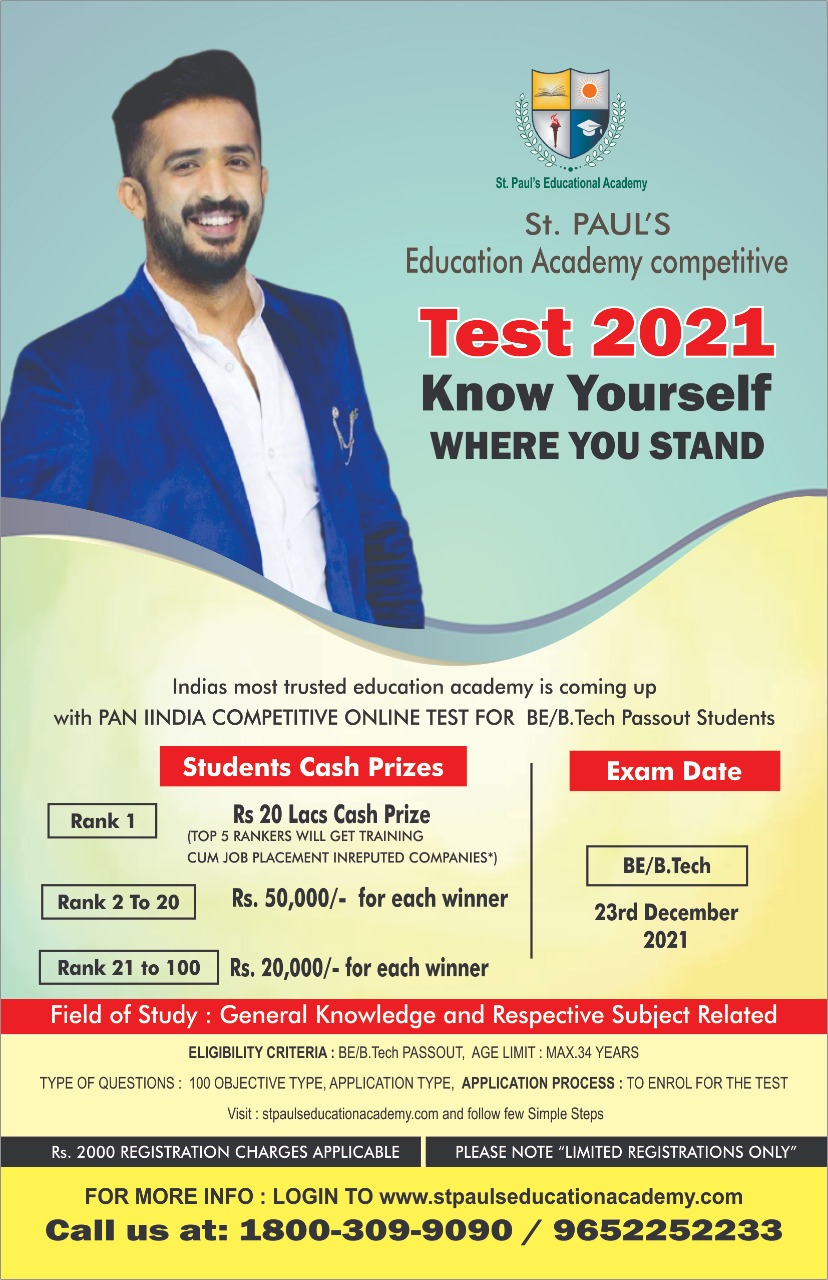 St. Paul's Educational Academy
St. PAUL'S
Education Academy competitive
Test 2021
Know Yourself
WHERE YOU STAND
Indias most trusted education academy is coming up
with PAN IINDIA COMPETITIVE ONLINE TEST FOR BE/B.Tech Passout Students
Students Cash Prizes
Rank 1
Rs 20 Lacs Cash Prize
(TOP 5 RANKERS WILL GET TRAINING
CUM JOB PLACEMENT INREPUTED COMPANIES*)
Rank 2 To 20
Rs. 50,000/- for each winner
Rank 21 to 100
Rs. 20,000/- for each winner
Exam Date
BE/B.Tech
23rd December
2021
Field of Study : General Knowledge and Respective Subject Related
ELIGIBILITY CRITERIA : BE/B.Tech PASSOUT, AGE LIMIT : MAX.34 YEARS
TYPE OF QUESTIONS : 100 OBJECTIVE TYPE, APPLICATION TYPE, APPLICATION PROCESS : TO ENROL FOR THE TEST
Visit : stpaulseducationacademy.com and follow few Simple Steps
Rs. 2000 REGISTRATION CHARGES APPLICABLE
PLEASE NOTE “LIMITED REGISTRATIONS ONLY”
FOR MORE INFO : LOGIN TO www.stpaulseducationacademy.com
Call us at: 1800-309-9090 / 9652252233